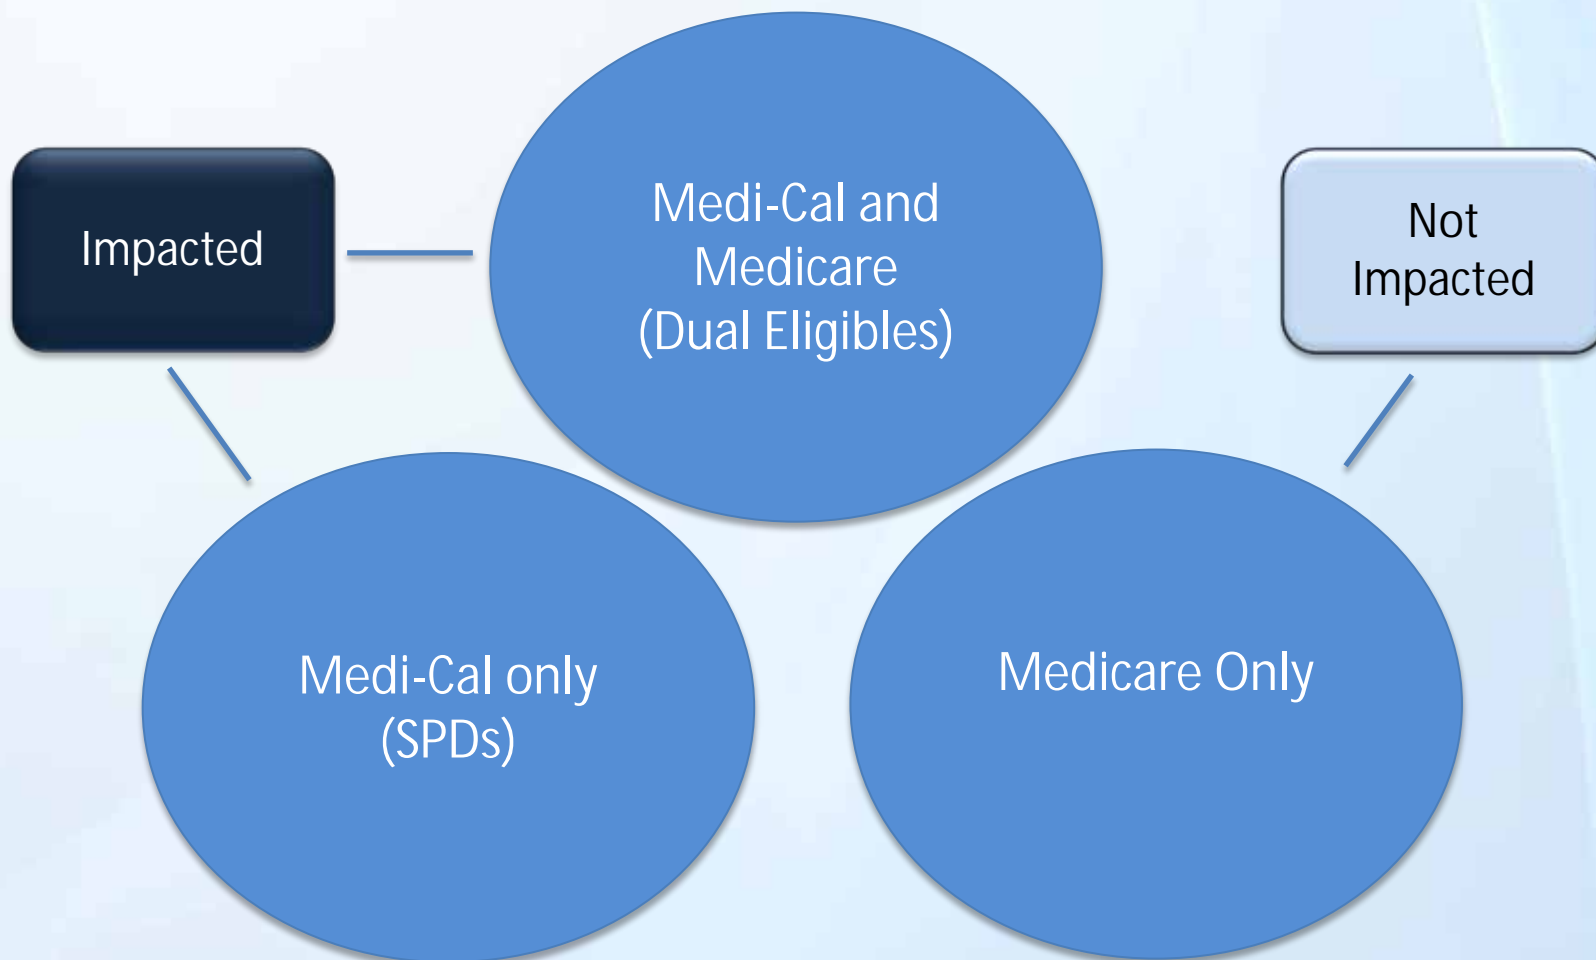 Impacted
Medi-Cal and
Medicare
(Dual Eligibles)
Not
Impacted
Medi-Cal only
(SPDs)
Medicare Only